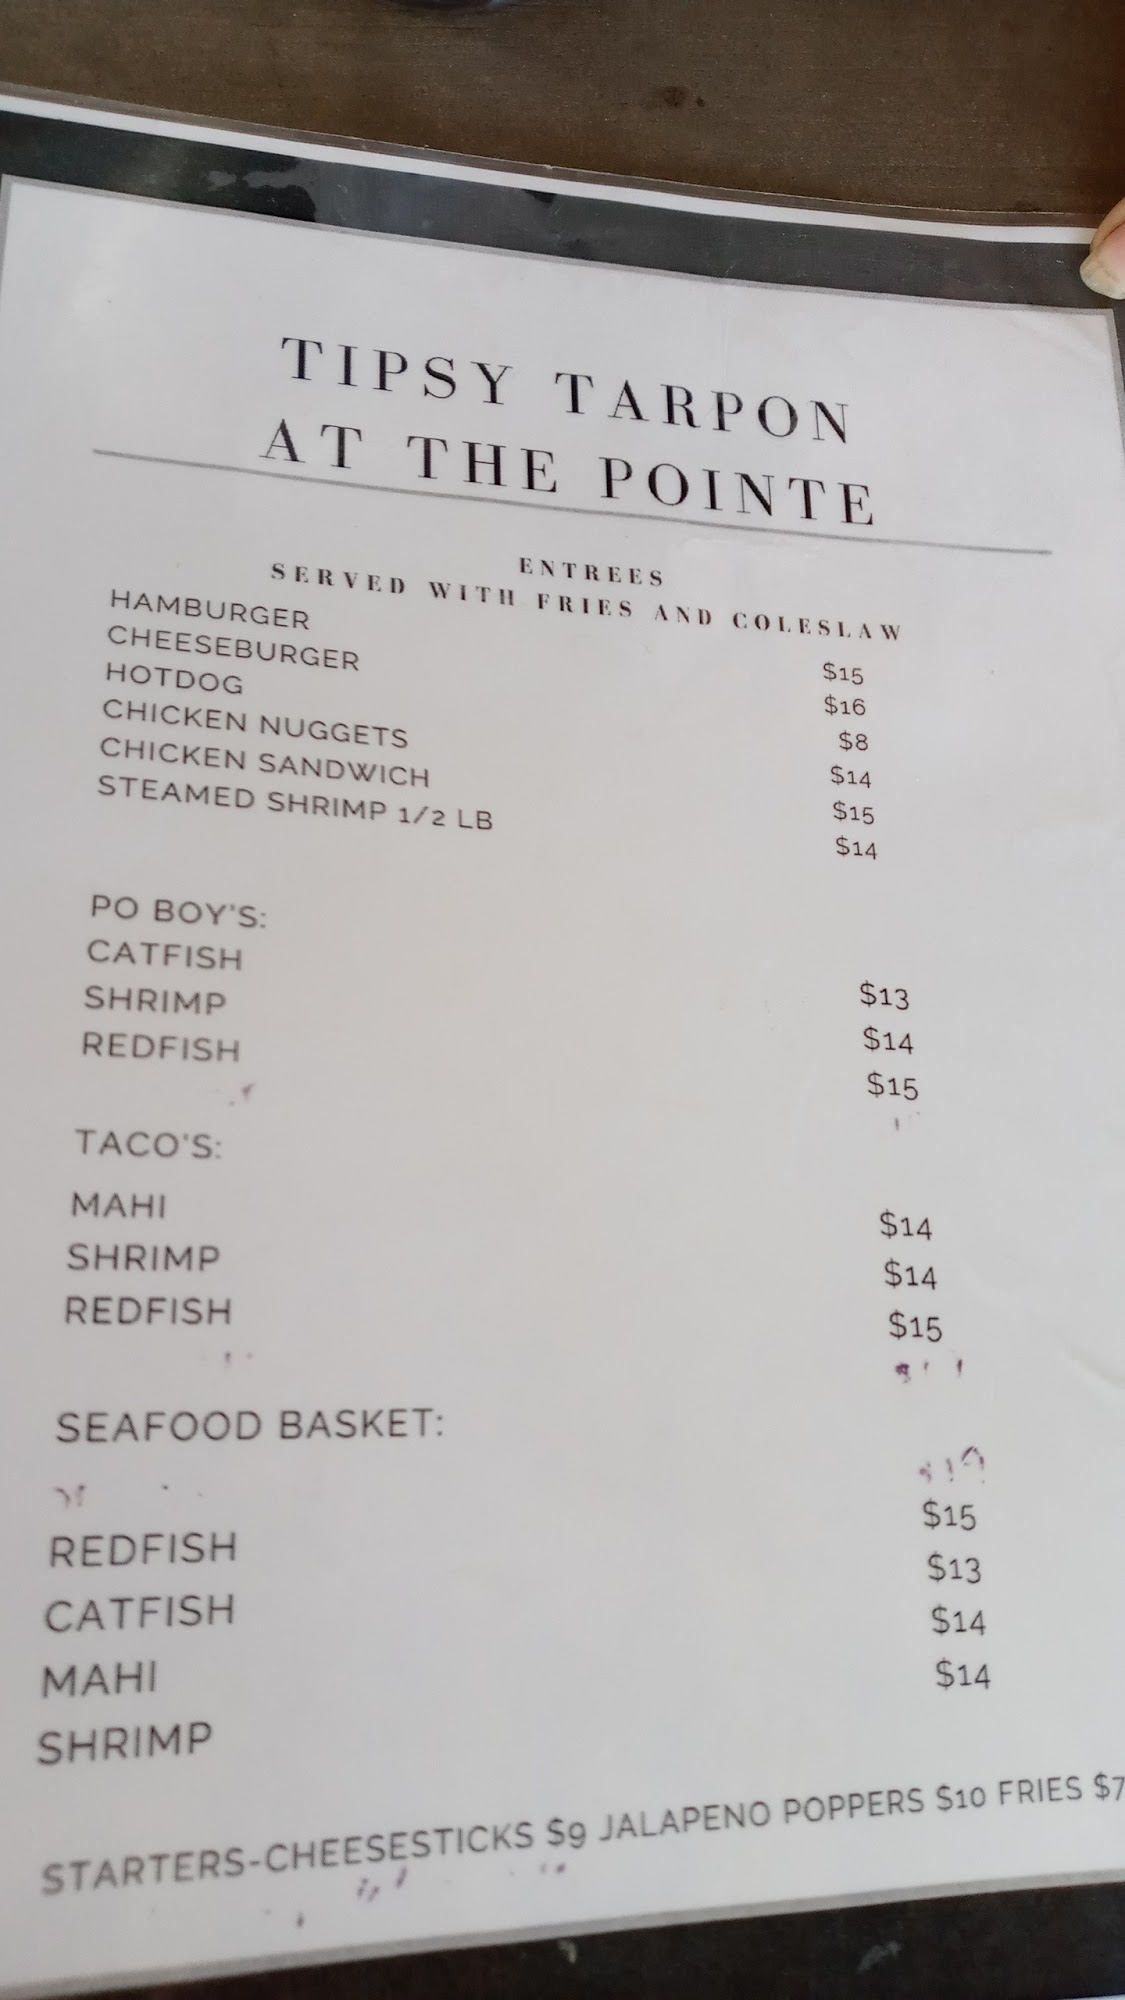 TIPSY TARPON
AT THE POINTE
ENTREES
SERVED WITH FRIES AND COLESLAW
HAMBURGER $15
CHEESEBURGER $16
HOTDOG $8
CHICKEN NUGGETS $14
CHICKEN SANDWICH $15
STEAMED SHRIMP 1/2 LB $14
PO BOY'S:
CATFISH $13
SHRIMP $14
REDFISH $15
TACO'S:
MAHI $14
SHRIMP $14
REDFISH $15
SEAFOOD BASKET:
REDFISH $15
CATFISH $13
MAHI $14
SHRIMP $14
STARTERS-CHEESESTICKS $9 JALAPENO POPPERS $10 FRIES $7